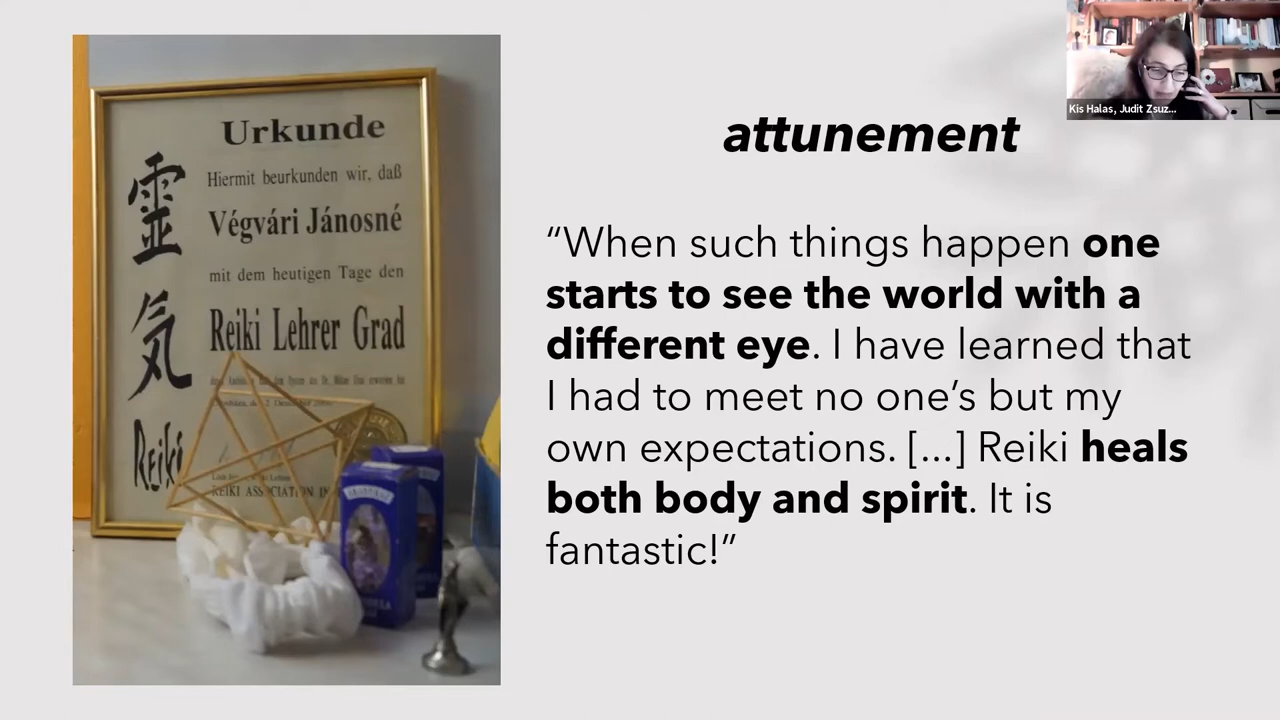 Urkunde
Hiermit beurkunden wir, daß
Végvári Jánosné
mit dem heutigen Tage den
Reiki Lehrer Grad
REIKI
霊
気
Reiki
attunement
“When such things happen one
starts to see the world with a
different eye. I have learned that
I had to meet no one’s but my
own expectations. [...] Reiki heals
both body and spirit. It is
fantastic!”
Kis Halas, Judit Zsuz...